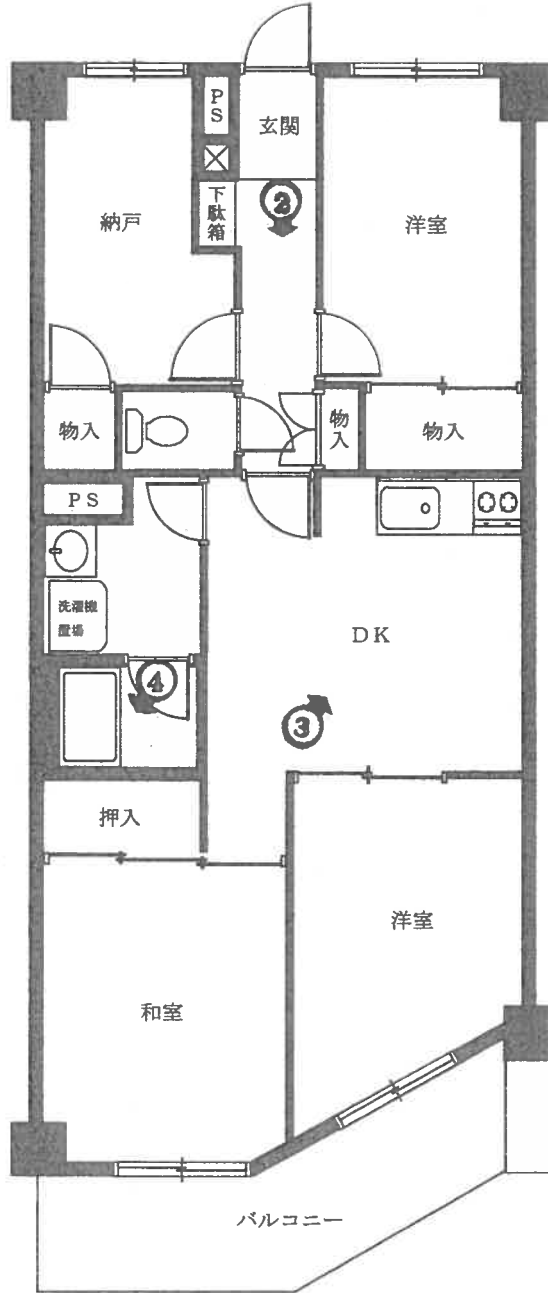 PS
玄関
②
下駄箱
納戸
洋室
物入
物入
物入
PS
洗濯機
置場
DK
④
③
押入
洋室
和室
バルコニー